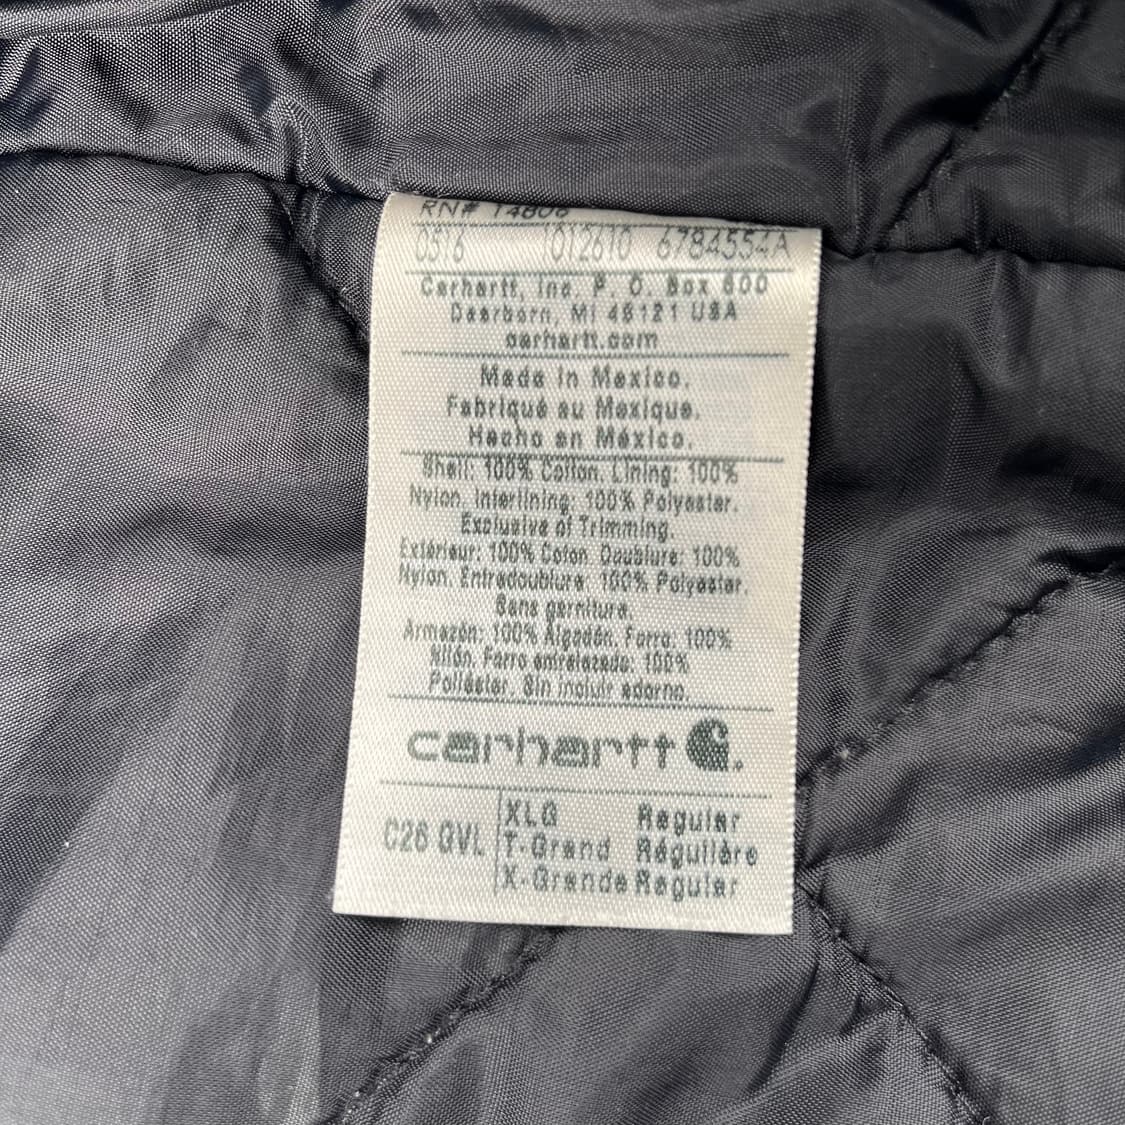 RN# 14806
0516 1012610 6784554A
Carhartt, Inc. P. O. Box 600
Dearborn, MI 48121 USA
carhartt.com
Made in Mexico.
Fabriqué au Mexique.
Hecho en México.
Shell: 100% Cotton. Lining: 100%
Nylon. Interlining: 100% Polyester.
Exclusive of Trimming.
Extérieur: 100% Coton. Doublure: 100%
Nylon. Entredoublure: 100% Polyester.
Sans garniture.
Armazón: 100% Algodón. Forro: 100%
Nilón. Forro entrelazado: 100%
Poliéster. Sin incluir adorno.
carhartt
C26 GVL XLG Regular
T-Grand Régulière
X-Grande Regular